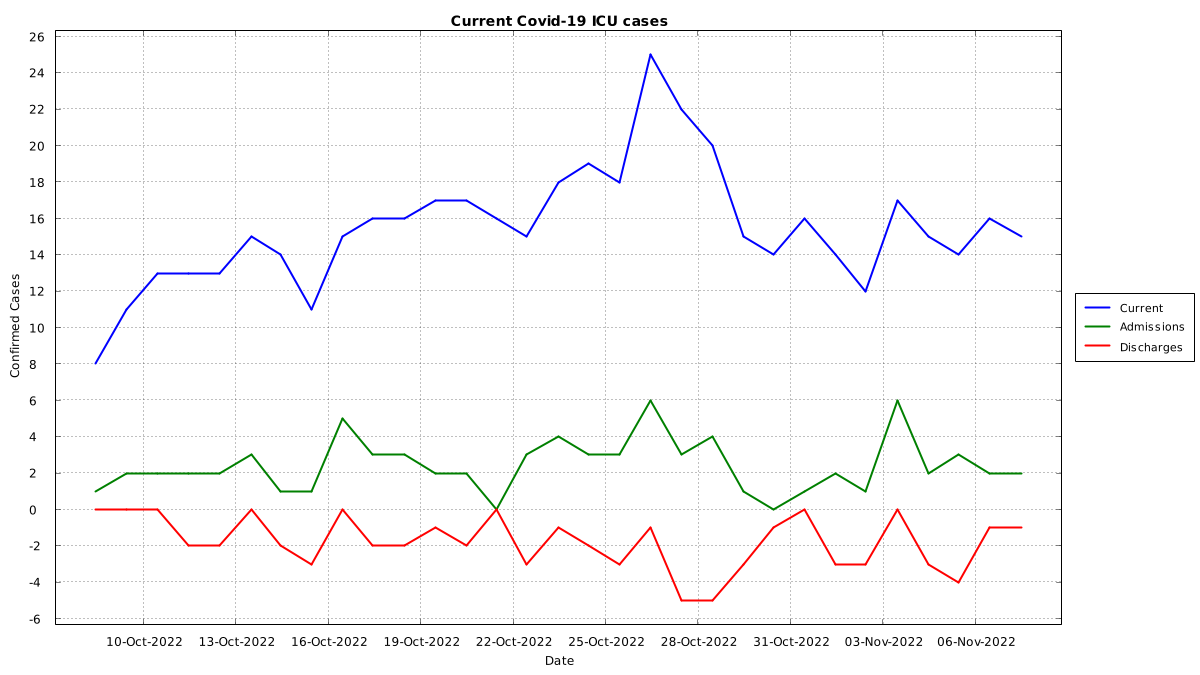 Current Covid-19 ICU cases
Confirmed Cases
26
24
22
20
18
16
14
12
10
8
6
4
2
0
-2
-4
-6
10-Oct-2022 13-Oct-2022 16-Oct-2022 19-Oct-2022 22-Oct-2022 25-Oct-2022 28-Oct-2022 31-Oct-2022 03-Nov-2022 06-Nov-2022
Date
Current
Admissions
Discharges